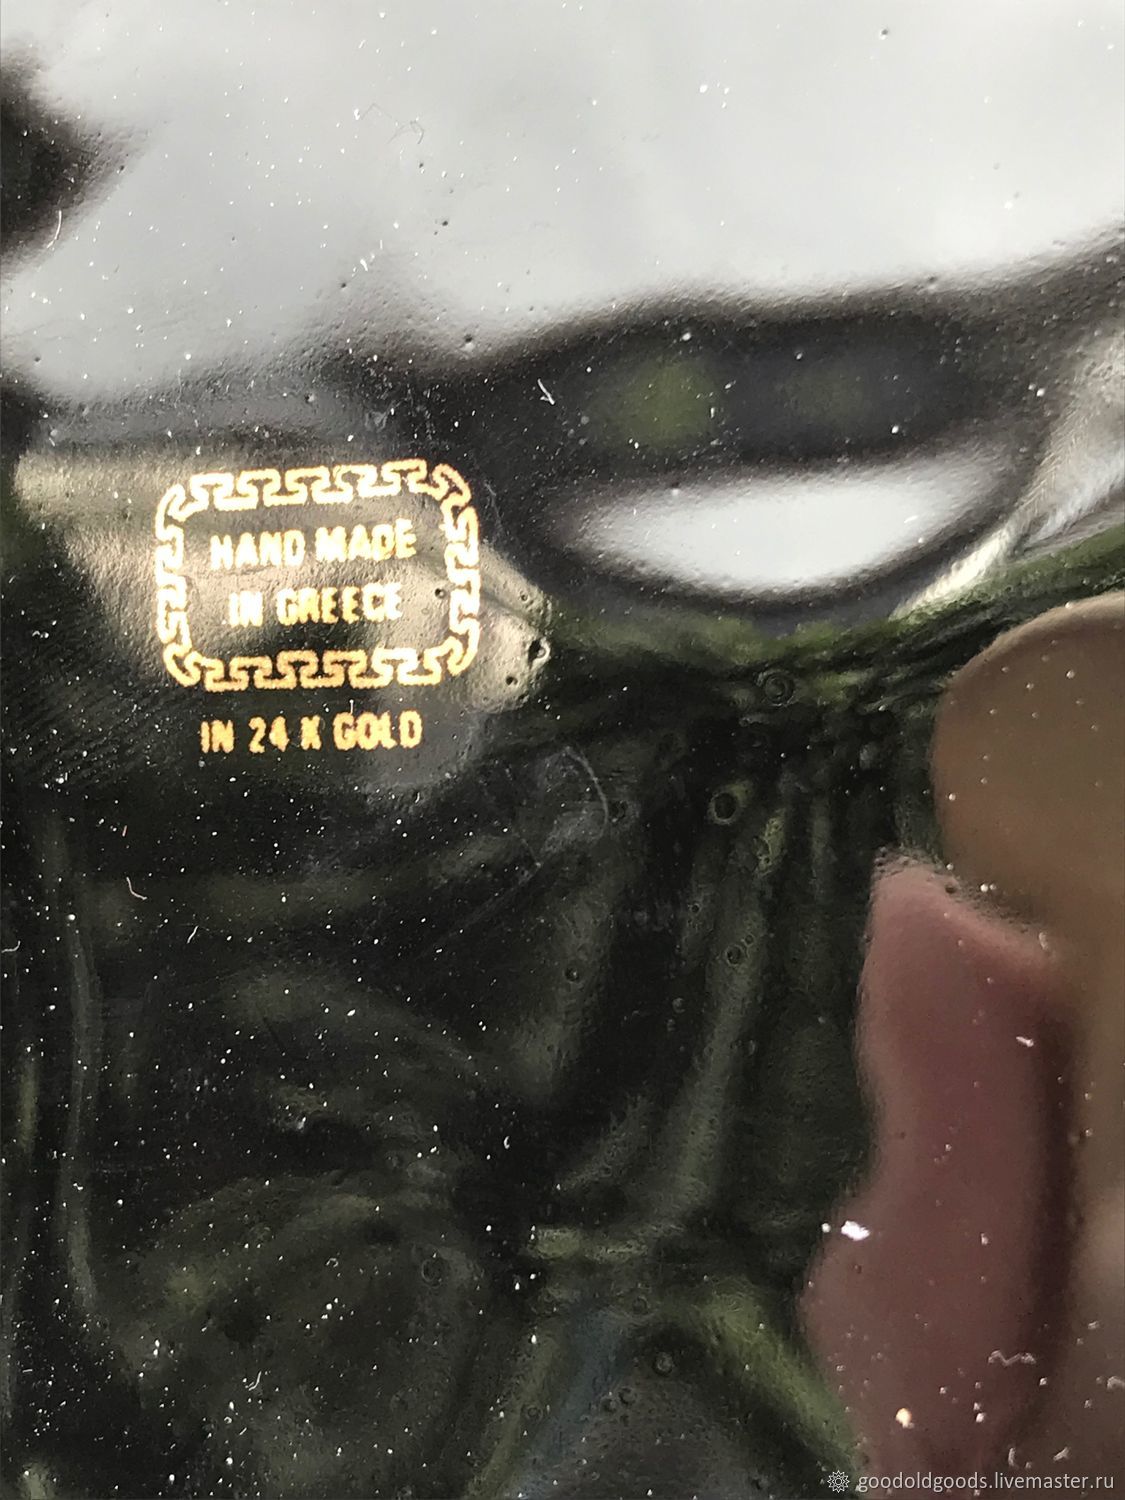 HAND MADE
IN GREECE
IN 24 K GOLD
goodoldgoods.livemaster.ru